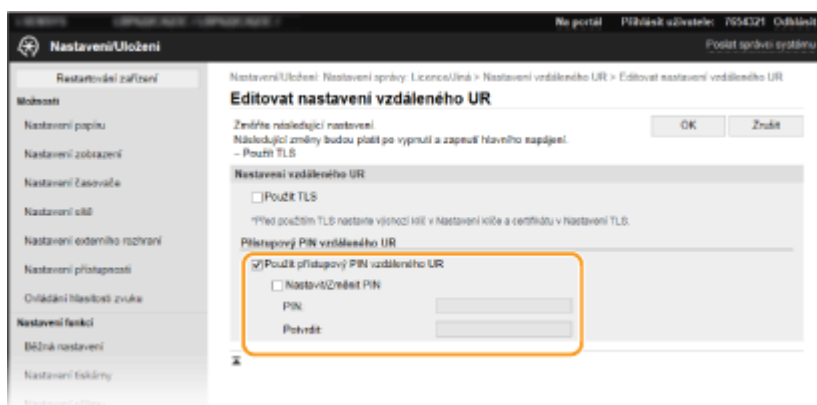 Na portál Přihlásit uživatele: 7654321 Odhlásit
Nastavení/Uložení
Poslat správci systému
Restartování zařízení
Možnosti
Nastavení papíru
Nastavení zobrazení
Nastavení časovače
Nastavení sítě
Nastavení externího rozhraní
Nastavení přístupnosti
Ovládání hlasitosti zvuku
Nastavení funkcí
Běžná nastavení
Nastavení tiskárny
Nastavení/Uložení: Nastavení správy: Licence/Jiná > Nastavení vzdáleného UR > Editovat nastavení vzdáleného UR
Editovat nastavení vzdáleného UR
Změňte následující nastavení.
Následující změny budou platit po vypnutí a zapnutí hlavního napájení.
– Použít TLS
OK
Zrušit
Nastavení vzdáleného UR
Použít TLS
*Před použitím TLS nastavte výchozí klíč v Nastavení klíče a certifikátu v Nastavení TLS.
Přístupový PIN vzdáleného UR
Použít přístupový PIN vzdáleného UR
Nastavit/Změnit PIN
PIN:
Potvrdit: